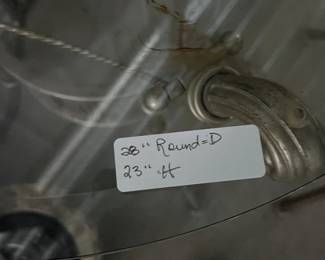 28" Round=D
23" H